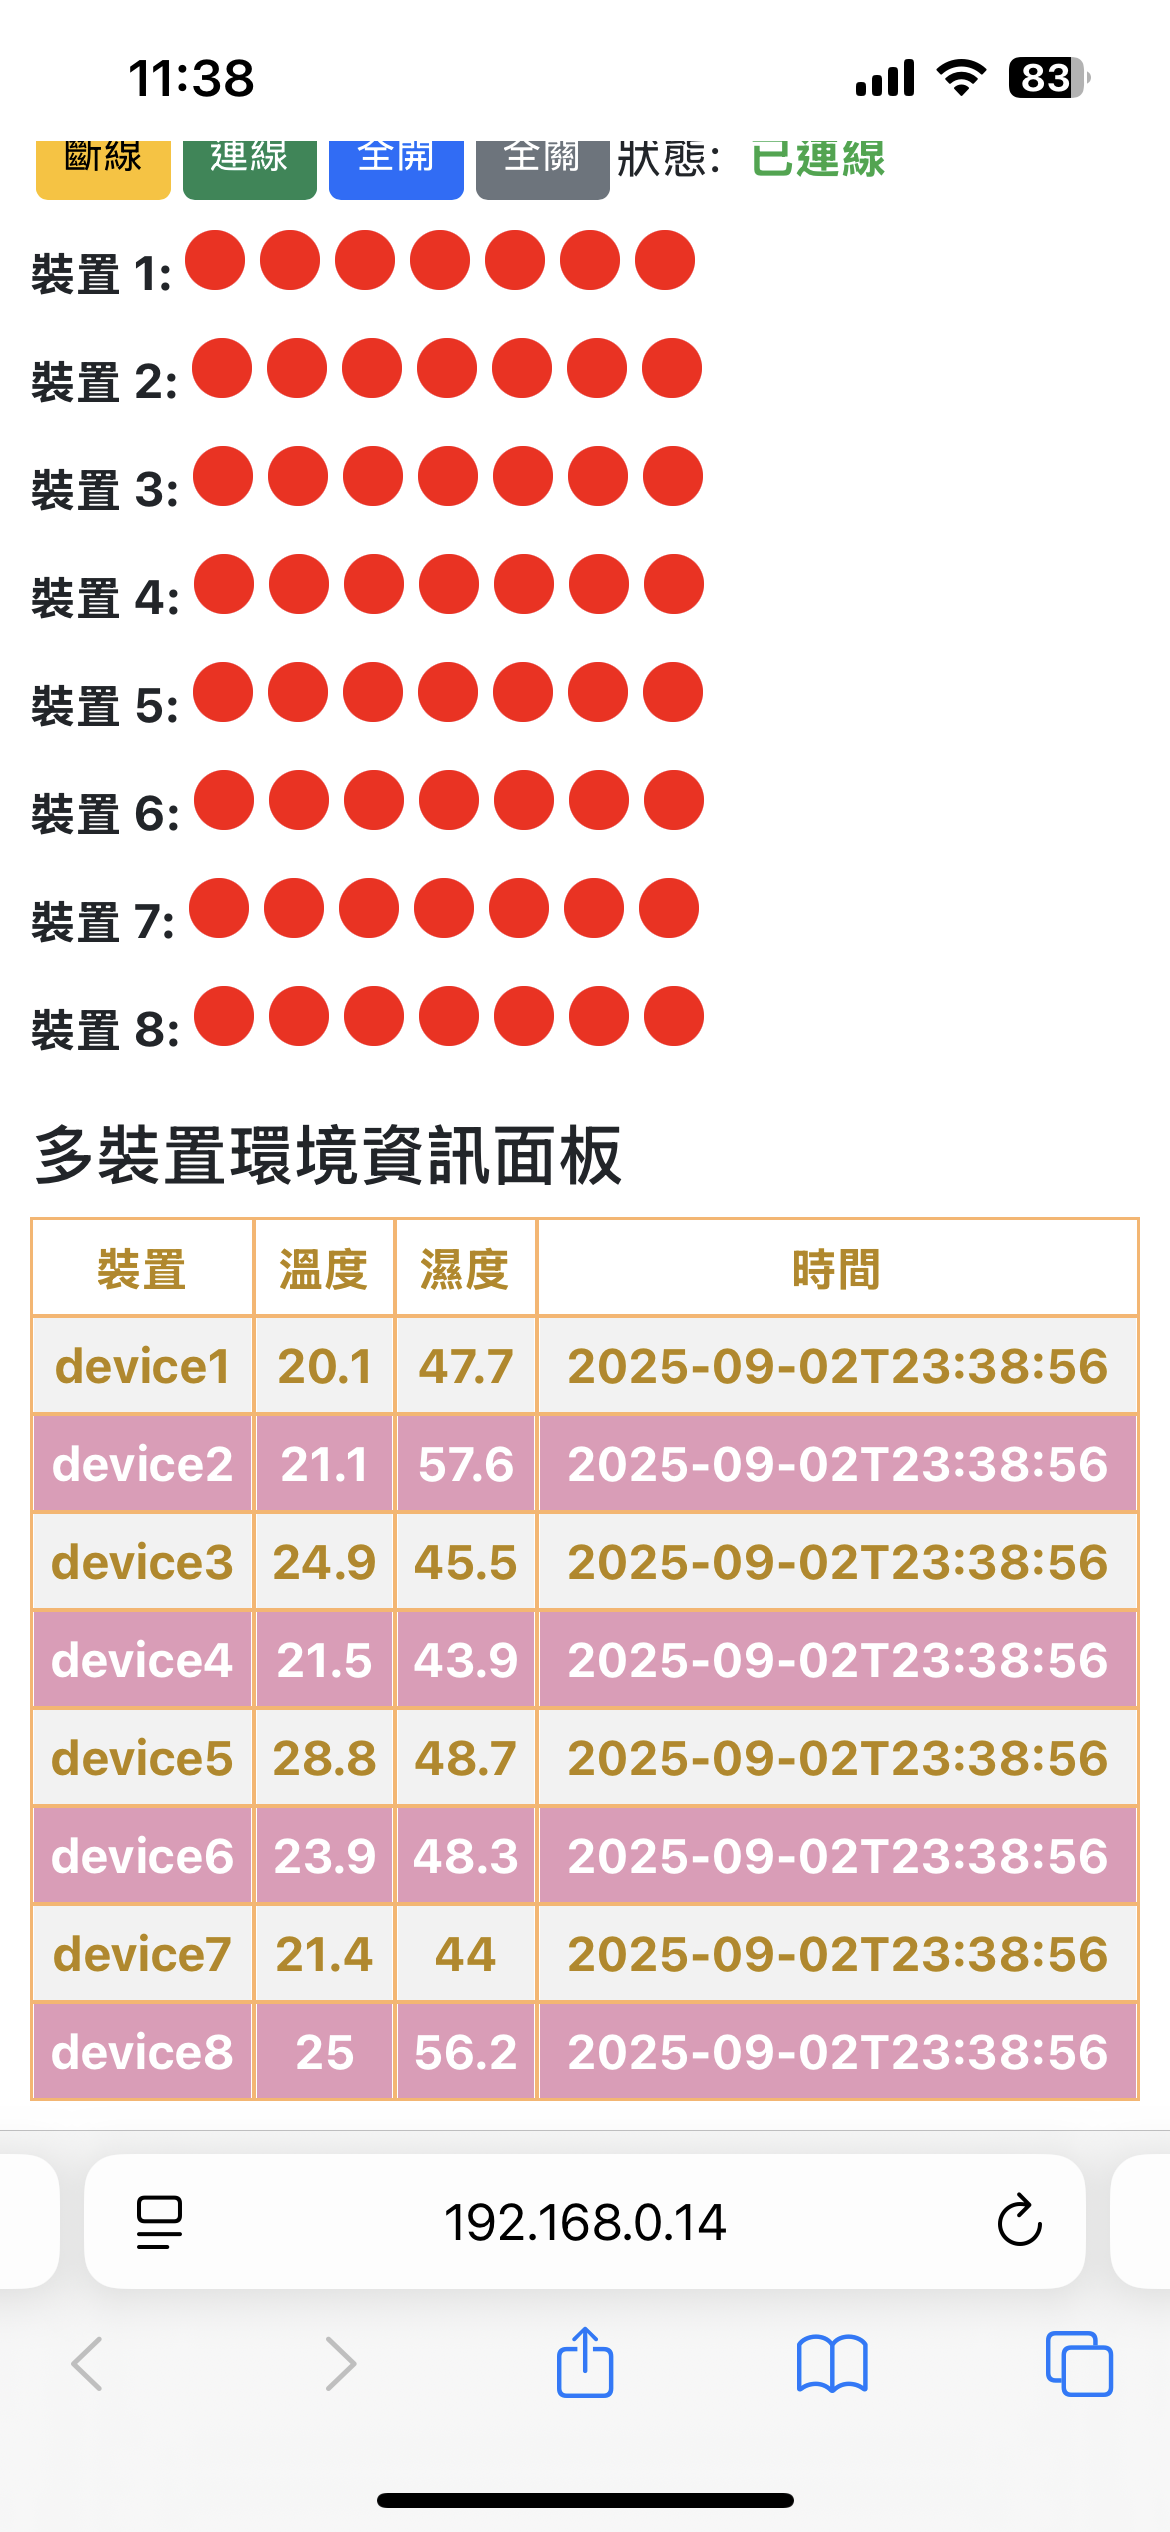 11:38 83
斷線 連線 全開 全關 狀態: 已連線
裝置 1:
裝置 2:
裝置 3:
裝置 4:
裝置 5:
裝置 6:
裝置 7:
裝置 8:
多裝置環境資訊面板
裝置 溫度 濕度 時間
device1 20.1 47.7 2025-09-02T23:38:56
device2 21.1 57.6 2025-09-02T23:38:56
device3 24.9 45.5 2025-09-02T23:38:56
device4 21.5 43.9 2025-09-02T23:38:56
device5 28.8 48.7 2025-09-02T23:38:56
device6 23.9 48.3 2025-09-02T23:38:56
device7 21.4 44 2025-09-02T23:38:56
device8 25 56.2 2025-09-02T23:38:56
192.168.0.14